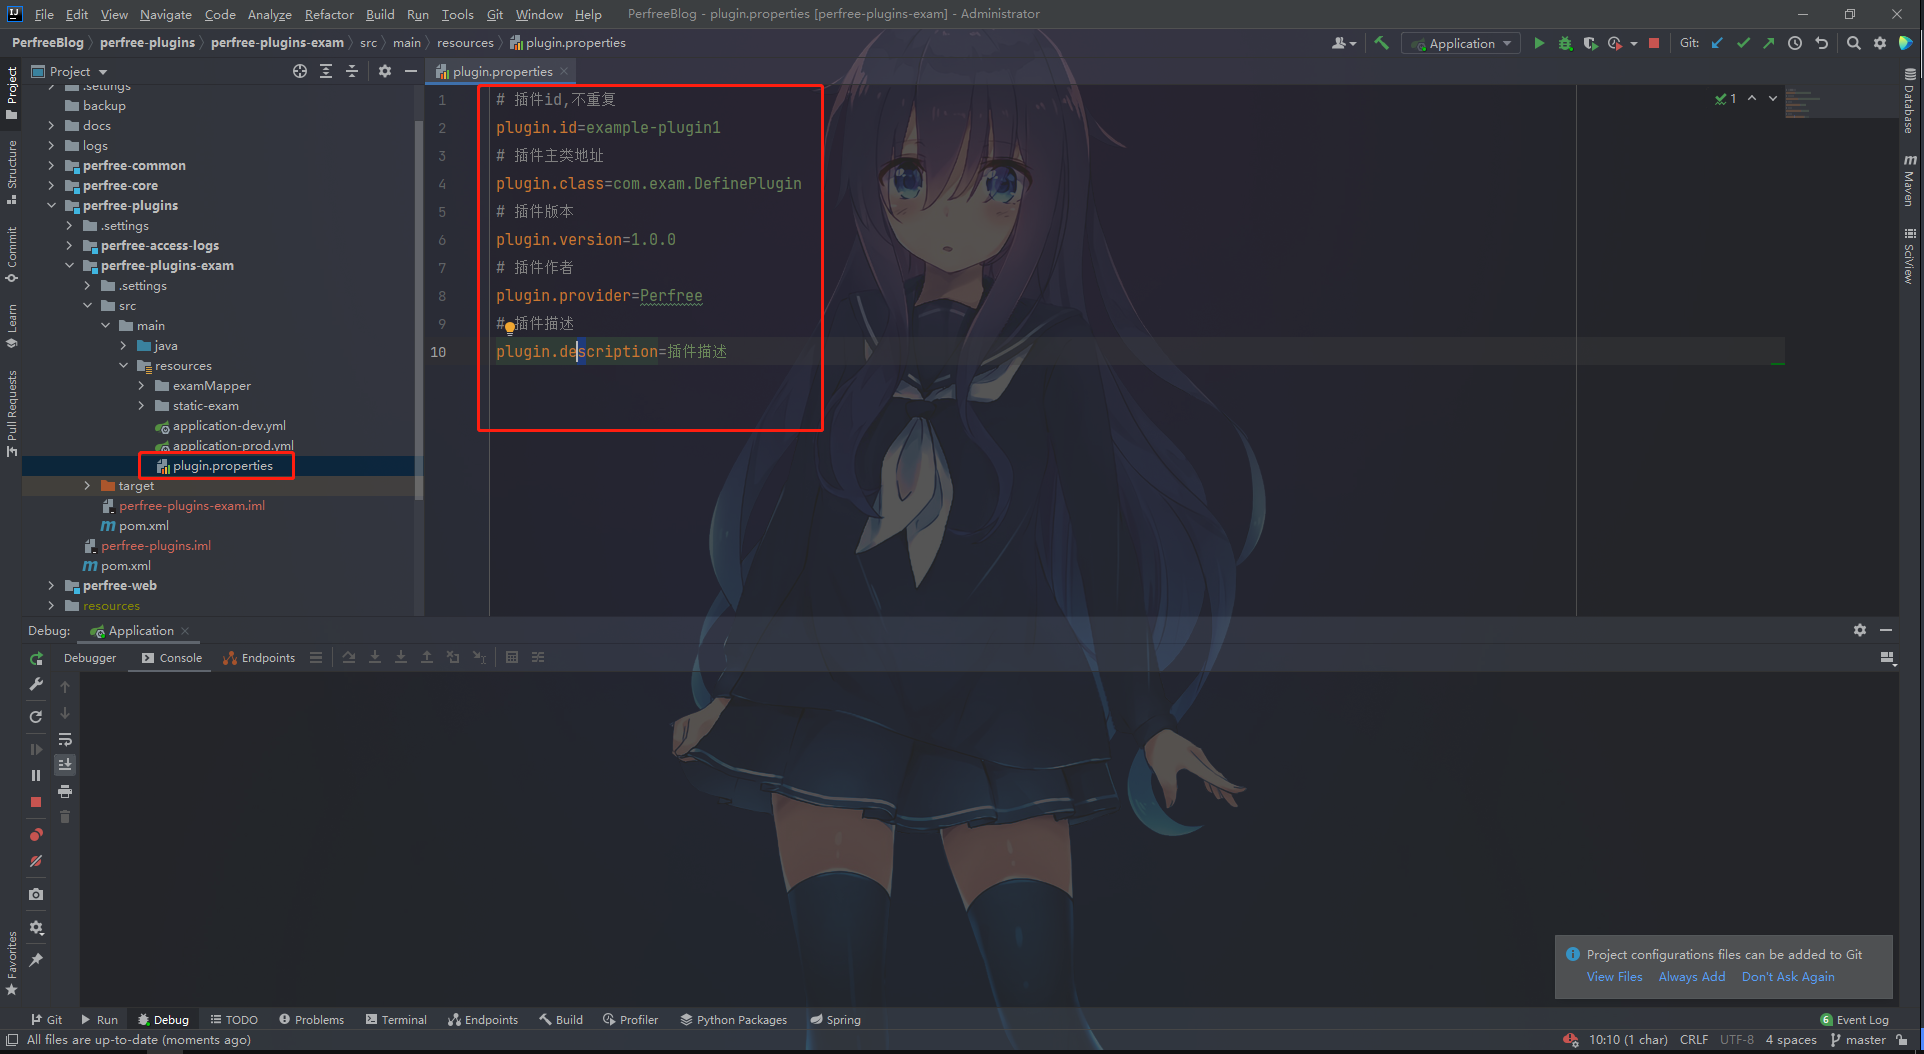 File Edit View Navigate Code Analyze Refactor Build Run Tools Git Window Help PerfreeBlog - plugin.properties [perfree-plugins-exam] - Administrator
PerfreeBlog perfree-plugins perfree-plugins-exam src main resources plugin.properties Application Git:
Project
plugin.properties
.settings
backup
docs
logs
perfree-common
perfree-core
perfree-plugins
.settings
perfree-access-logs
perfree-plugins-exam
.settings
src
main
java
resources
examMapper
static-exam
application-dev.yml
application-prod.yml
plugin.properties
target
perfree-plugins-exam.iml
pom.xml
perfree-plugins.iml
pom.xml
perfree-web
resources
1 # 插件id,不重复
2 plugin.id=example-plugin1
3 # 插件主类地址
4 plugin.class=com.exam.DefinePlugin
5 # 插件版本
6 plugin.version=1.0.0
7 # 插件作者
8 plugin.provider=Perfree
9 # 插件描述
10 plugin.description=插件描述
1
Project
Structure
Commit
Learn
Pull Requests
Favorites
Database
m Maven
SciView
Debug: Application
Debugger Console Endpoints
Project configurations files can be added to Git
View Files Always Add Don't Ask Again
Git Run Debug TODO Problems Terminal Endpoints Build Profiler Python Packages Spring 6 Event Log
All files are up-to-date (moments ago) 10:10 (1 char) CRLF UTF-8 4 spaces master